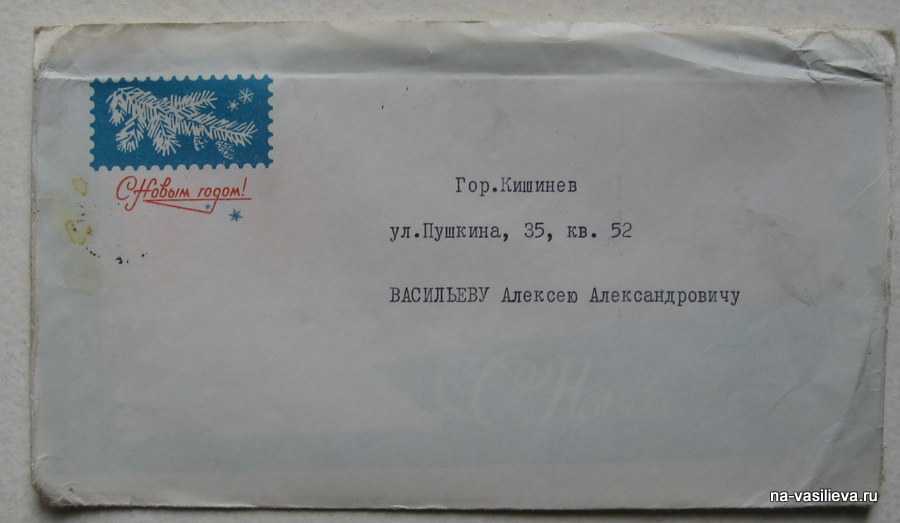 С Новым годом!
Гор.Кишинев
ул.Пушкина, 35, кв. 52
ВАСИЛЬЕВУ Алексею Александровичу
na-vasilieva.ru